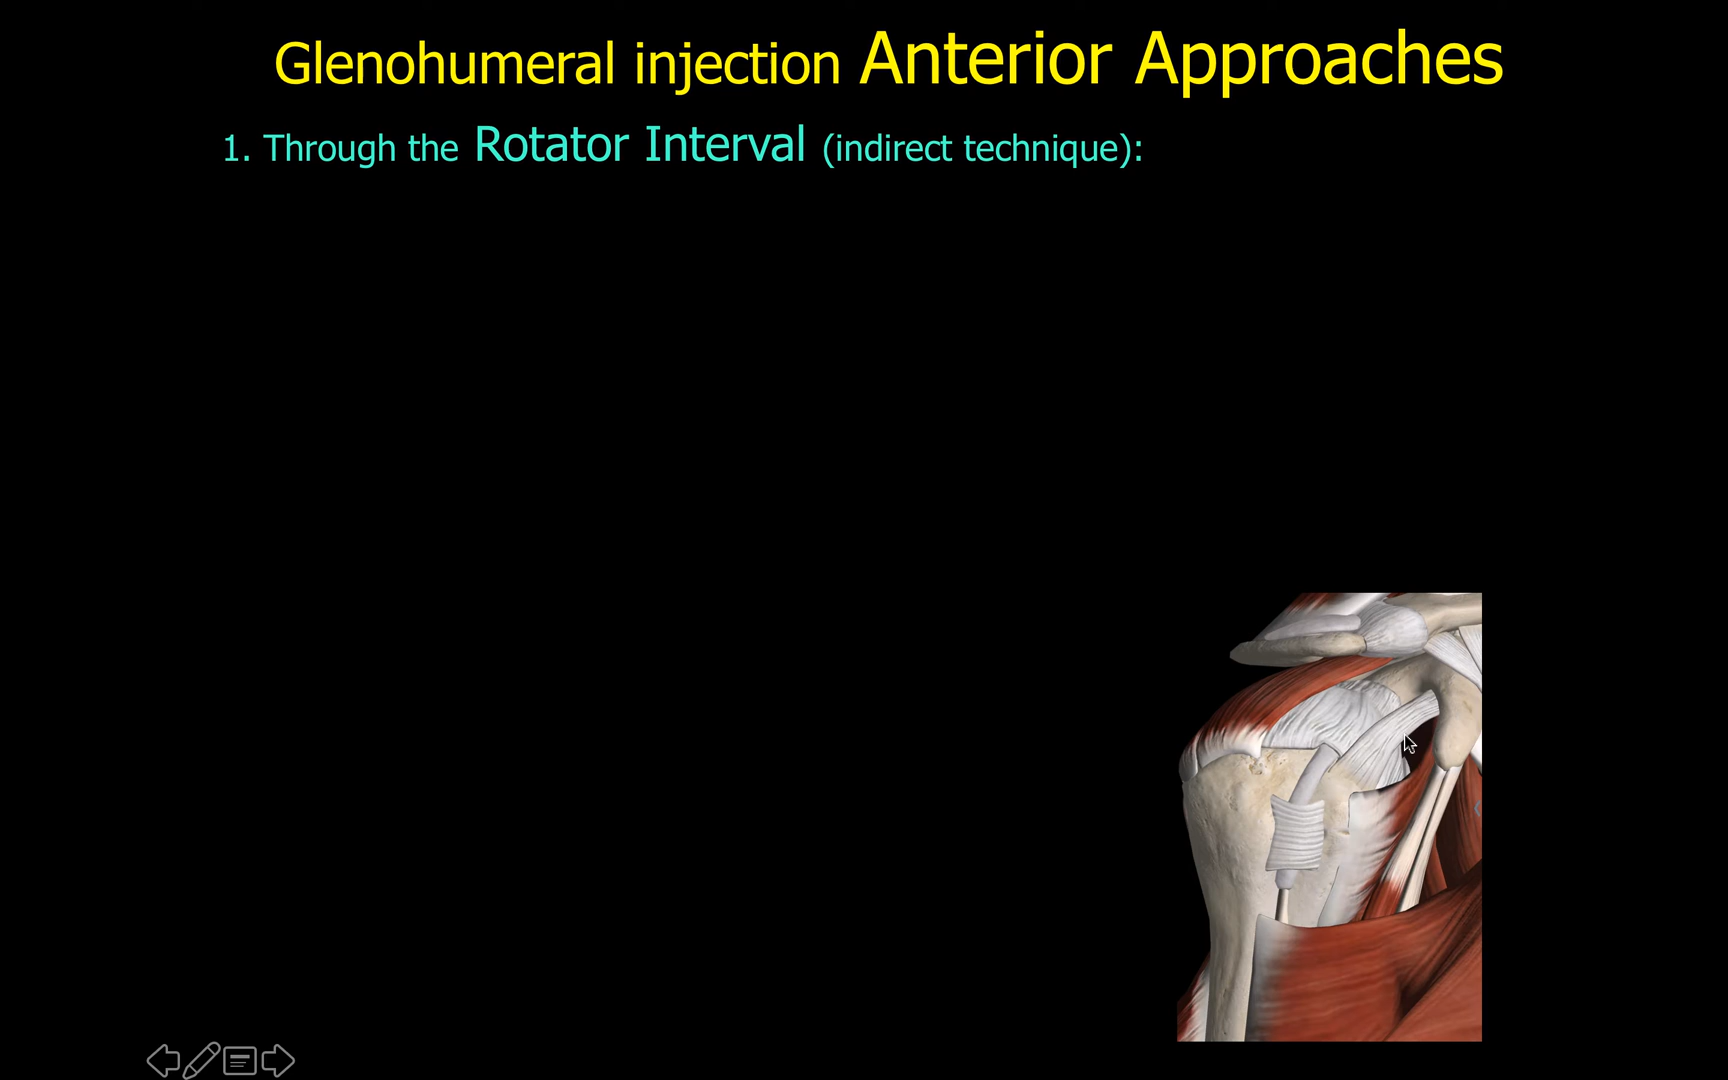 Glenohumeral injection Anterior Approaches
1. Through the Rotator Interval (indirect technique):